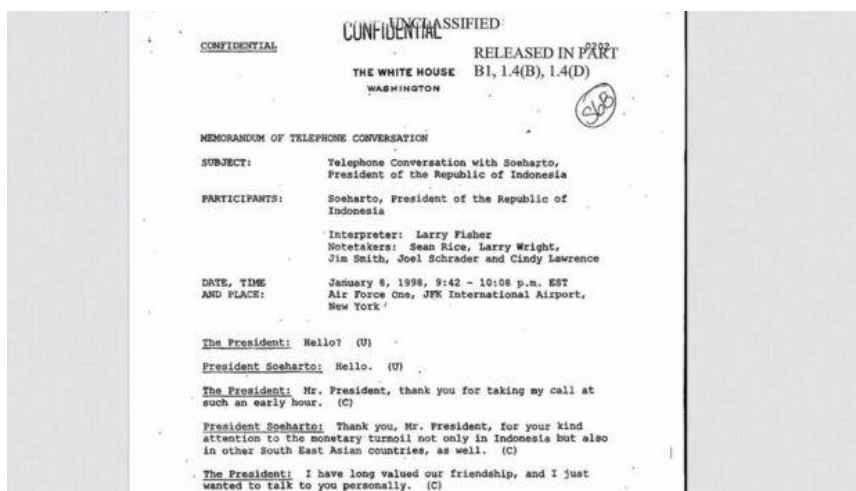 UNCLASSIFIED
CONFIDENTIAL
CONFIDENTIAL
RELEASED IN PART
0202
B1, 1.4(B), 1.4(D)
THE WHITE HOUSE
WASHINGTON
MEMORANDUM OF TELEPHONE CONVERSATION
SUBJECT: Telephone Conversation with Soeharto,
President of the Republic of Indonesia
PARTICIPANTS: Soeharto, President of the Republic of
Indonesia
Interpreter: Larry Fisher
Notetakers: Sean Rice, Larry Wright,
Jim Smith, Joel Schrader and Cindy Lawrence
DATE, TIME January 8, 1998, 9:42 - 10:08 p.m. EST
AND PLACE: Air Force One, JFK International Airport,
New York
The President: Hello? (U)
President Soeharto: Hello. (U)
The President: Mr. President, thank you for taking my call at
such an early hour. (C)
President Soeharto: Thank you, Mr. President, for your kind
attention to the monetary turmoil not only in Indonesia but also
in other South East Asian countries, as well. (C)
The President: I have long valued our friendship, and I just
wanted to talk to you personally. (C)